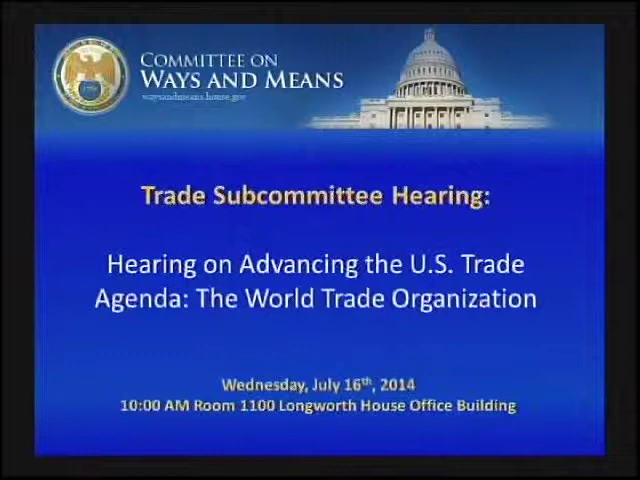 COMMITTEE ON
WAYS AND MEANS
waysandmeans.house.gov
Trade Subcommittee Hearing:
Hearing on Advancing the U.S. Trade
Agenda: The World Trade Organization
Wednesday, July 16th, 2014
10:00 AM Room 1100 Longworth House Office Building